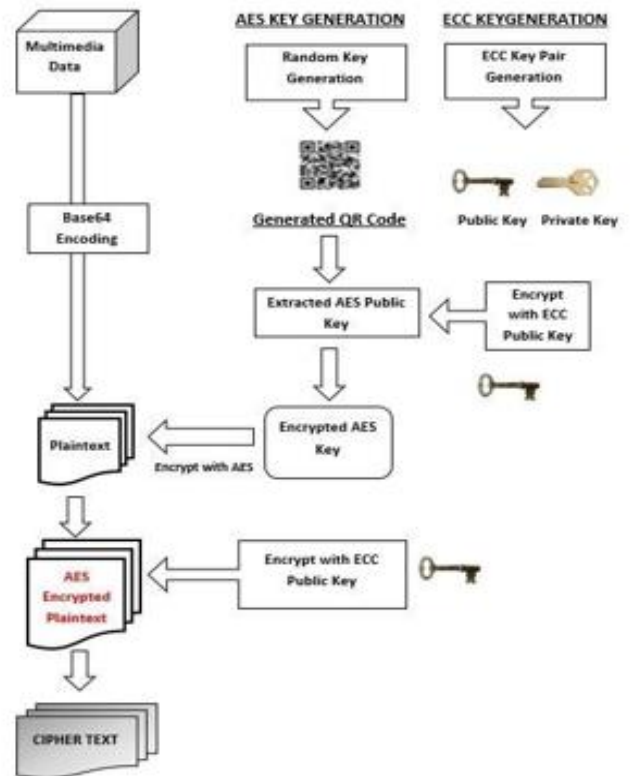 AES KEY GENERATION
ECC KEYGENERATION
Multimedia
Data
Random Key
Generation
ECC Key Pair
Generation
Base64
Encoding
Generated QR Code
Public Key
Private Key
Extracted AES Public
Key
Encrypt
with ECC
Public Key
Plaintext
Encrypt with AES
Encrypted AES
Key
AES
Encrypted
Plaintext
Encrypt with ECC
Public Key
CIPHER TEXT